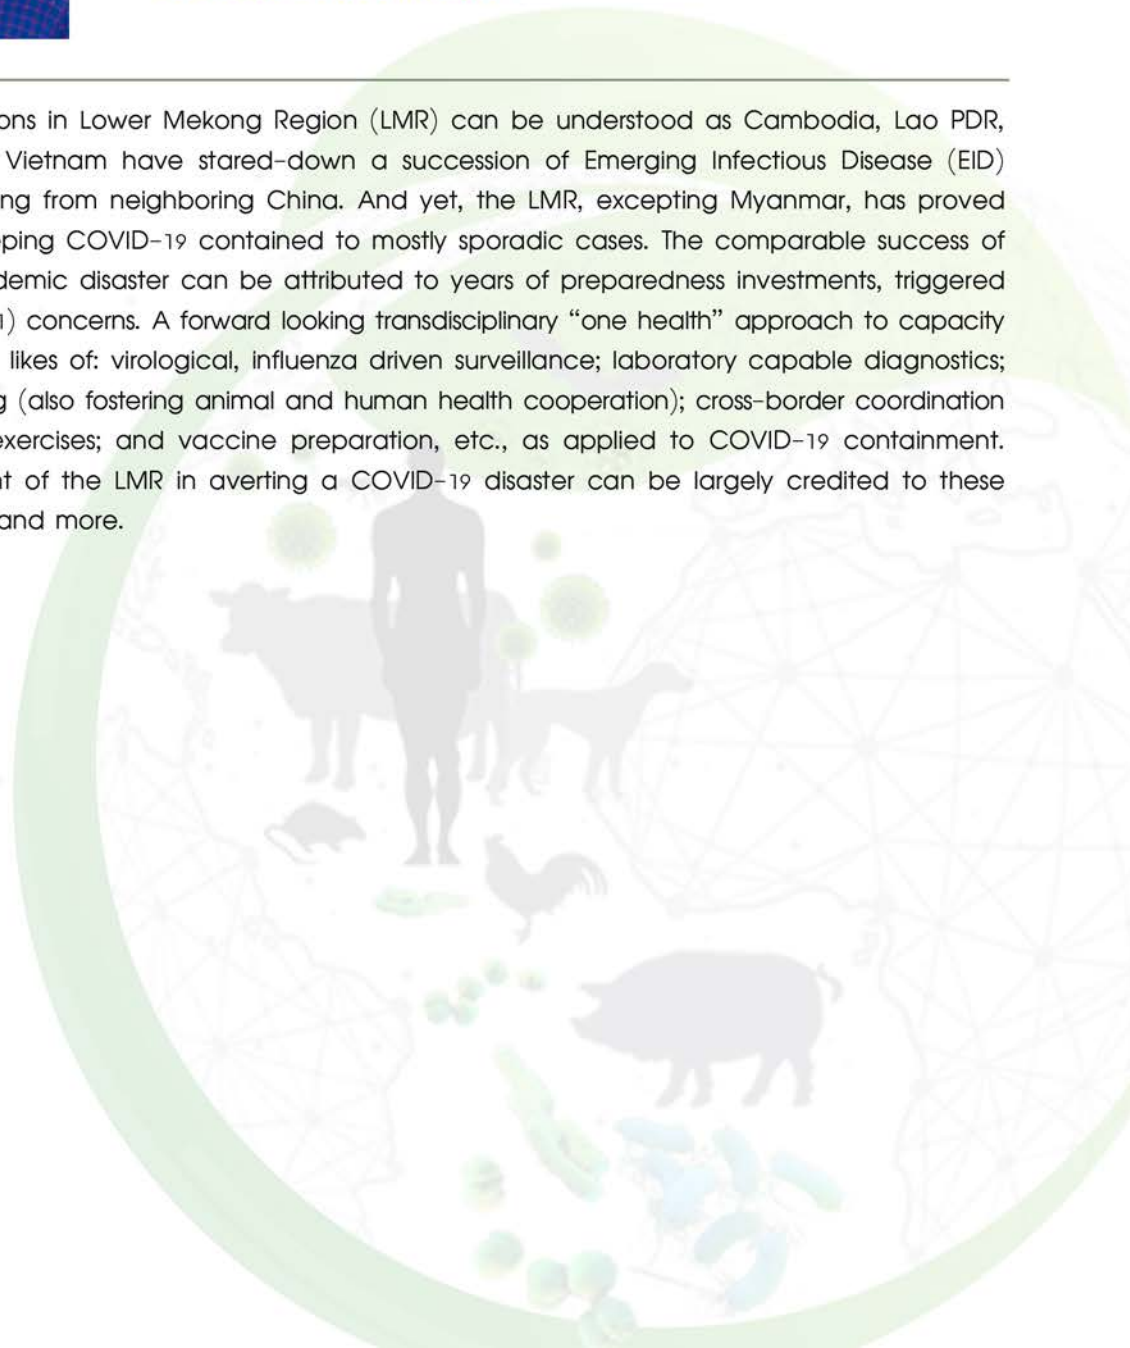 ons in Lower Mekong Region (LMR) can be understood as Cambodia, Lao PDR,
Vietnam have stared-down a succession of Emerging Infectious Disease (EID)
ng from neighboring China. And yet, the LMR, excepting Myanmar, has proved
ping COVID-19 contained to mostly sporadic cases. The comparable success of
demic disaster can be attributed to years of preparedness investments, triggered
1) concerns. A forward looking transdisciplinary “one health” approach to capacity
likes of: virological, influenza driven surveillance; laboratory capable diagnostics;
g (also fostering animal and human health cooperation); cross-border coordination
exercises; and vaccine preparation, etc., as applied to COVID-19 containment.
t of the LMR in averting a COVID-19 disaster can be largely credited to these
and more.